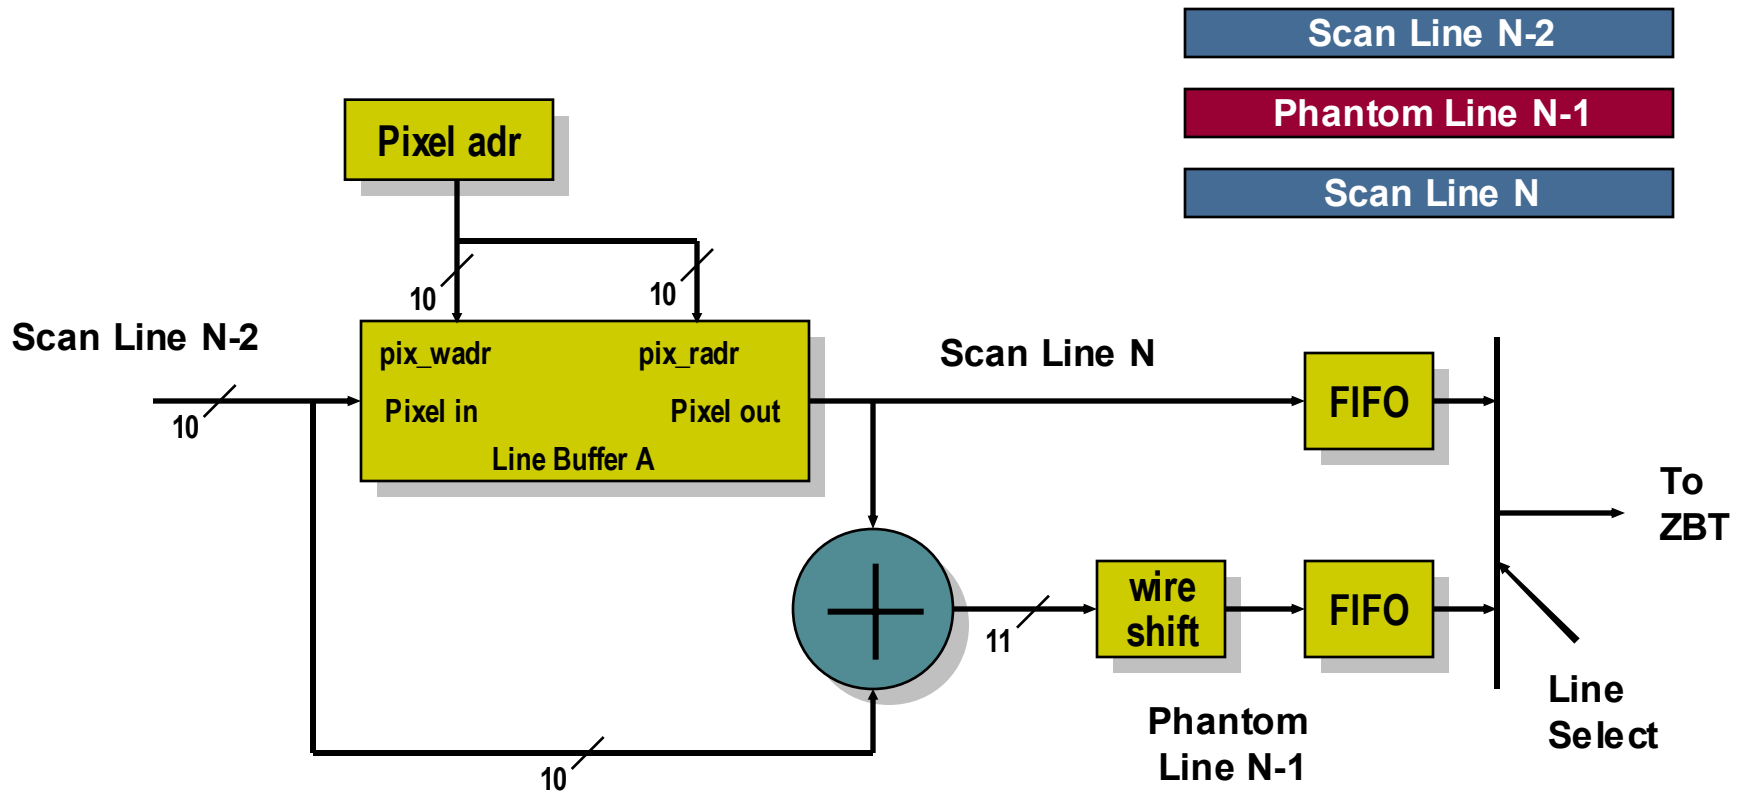 Scan Line N-2
Phantom Line N-1
Scan Line N
Pixel adr
10
10
Scan Line N-2
10
pix_wadr
pix_radr
Pixel in
Pixel out
Line Buffer A
Scan Line N
FIFO
To
ZBT
11
wire
shift
FIFO
Phantom
Line N-1
Line
Select
10